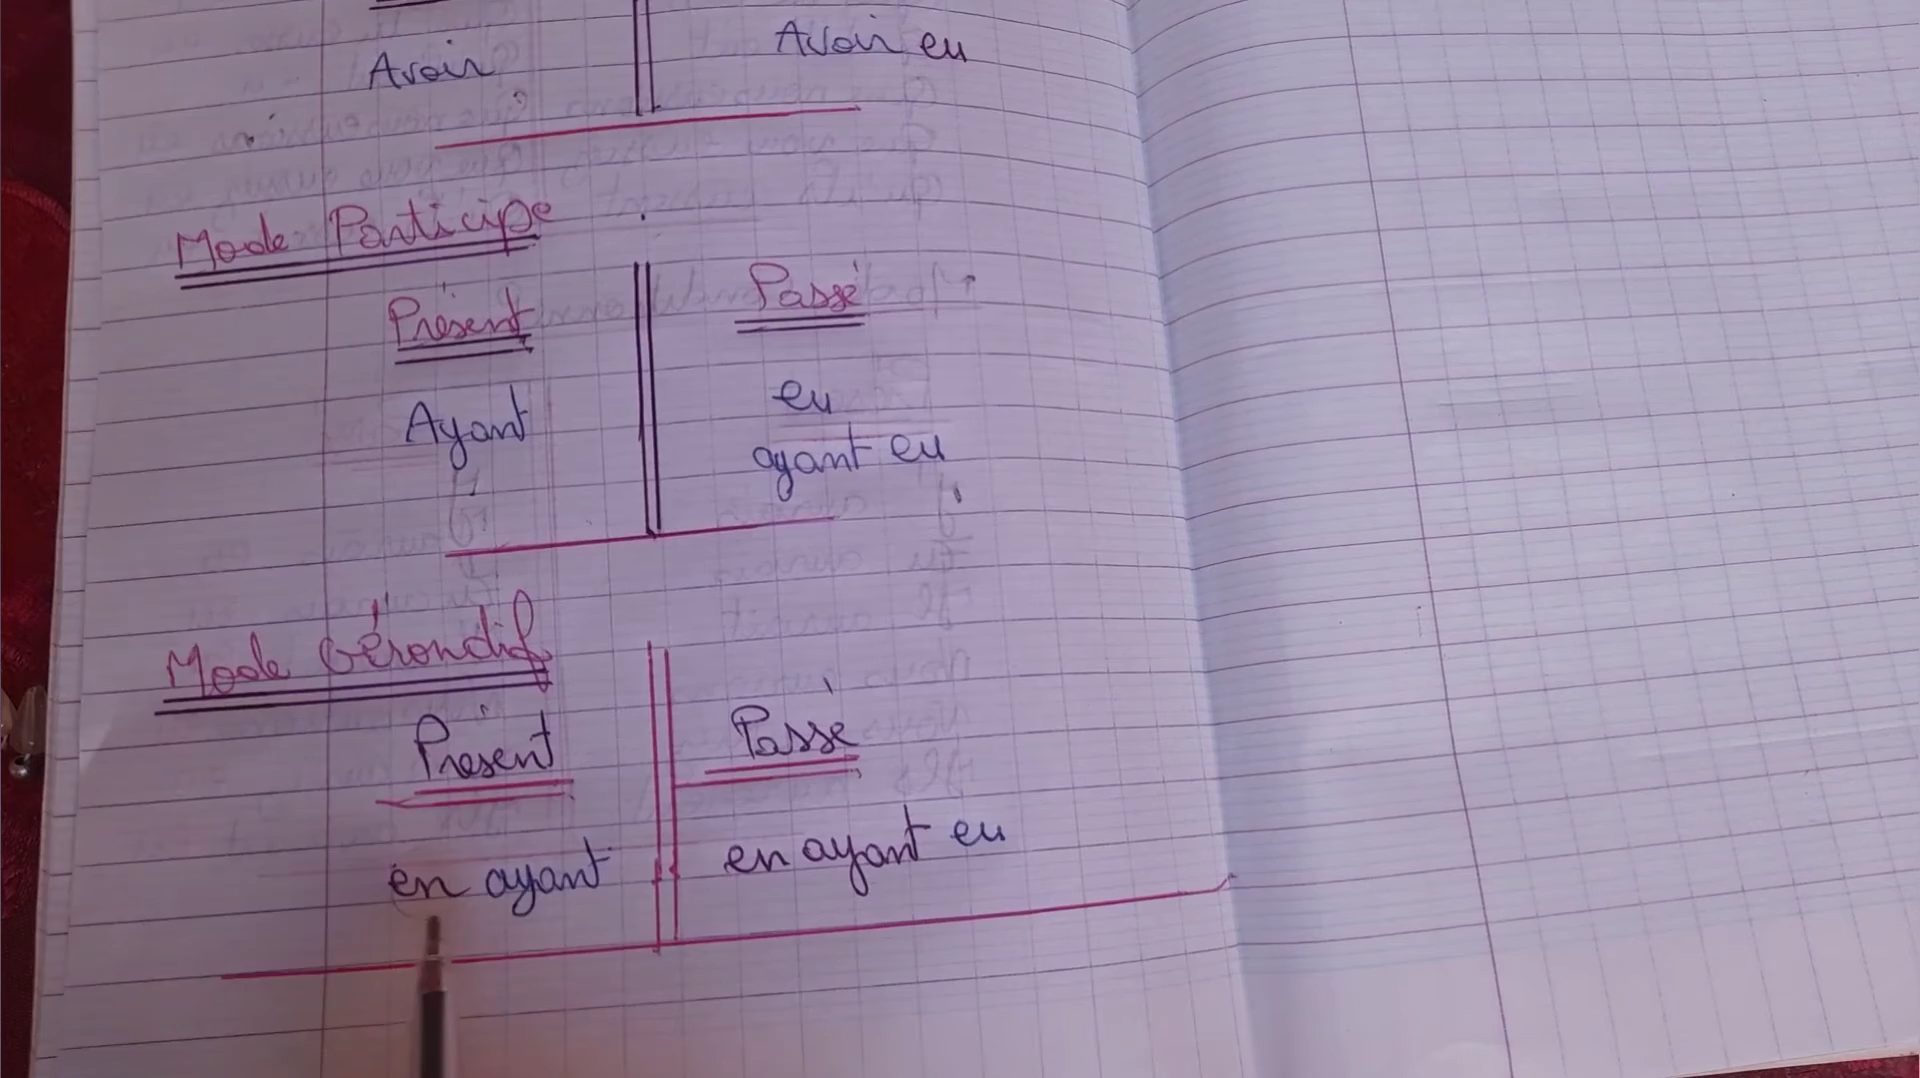 Avoir Avoir eu
Mode Participe
Présent Passé
Ayant eu
ayant eu
Mode Gérondif
Présent Passé
en ayant en ayant eu